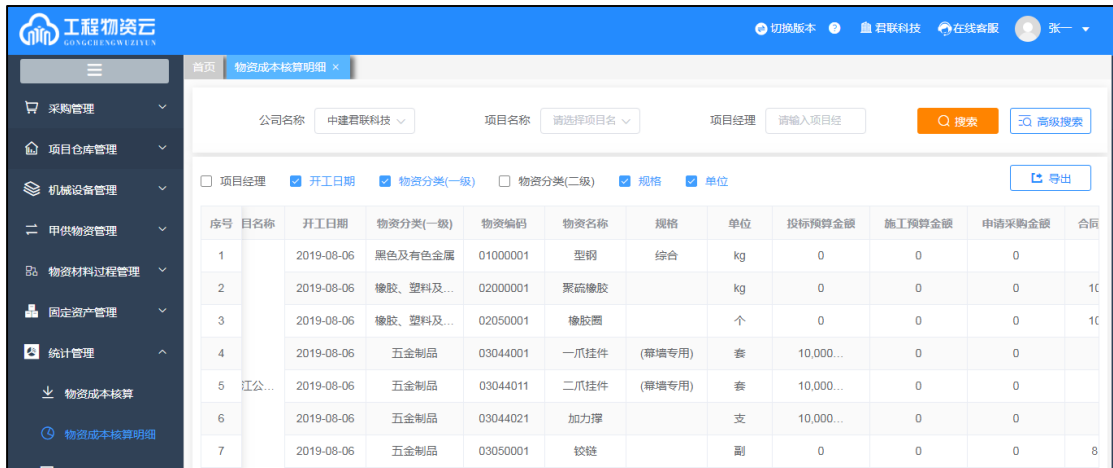 工程物资云
GONGCHENGWUZIYUN
切换版本 ? 君联科技 在线客服 张一
首页 物资成本核算明细 ×
采购管理
项目仓库管理
机械设备管理
甲供物资管理
物资材料过程管理
固定资产管理
统计管理
物资成本核算
物资成本核算明细
公司名称 中建君联科技 项目名称 请选择项目名 项目经理 请输入项目经 搜索 高级搜索
项目经理 开工日期 物资分类(一级) 物资分类(二级) 规格 单位 导出
序号 目名称 开工日期 物资分类(一级) 物资编码 物资名称 规格 单位 投标预算金额 施工预算金额 申请采购金额 合同
1 2019-08-06 黑色及有色金属 01000001 型钢 综合 kg 0 0 0
2 2019-08-06 橡胶、塑料及... 02000001 聚硫橡胶 kg 0 0 0 10
3 2019-08-06 橡胶、塑料及... 02050001 橡胶圈 个 0 0 0 10
4 2019-08-06 五金制品 03044001 一爪挂件 (幕墙专用) 套 10,000... 0 0
5 江公... 2019-08-06 五金制品 03044011 二爪挂件 (幕墙专用) 套 10,000... 0 0
6 2019-08-06 五金制品 03044021 加力撑 支 10,000... 0 0
7 2019-08-06 五金制品 03050001 铰链 副 0 0 0 8